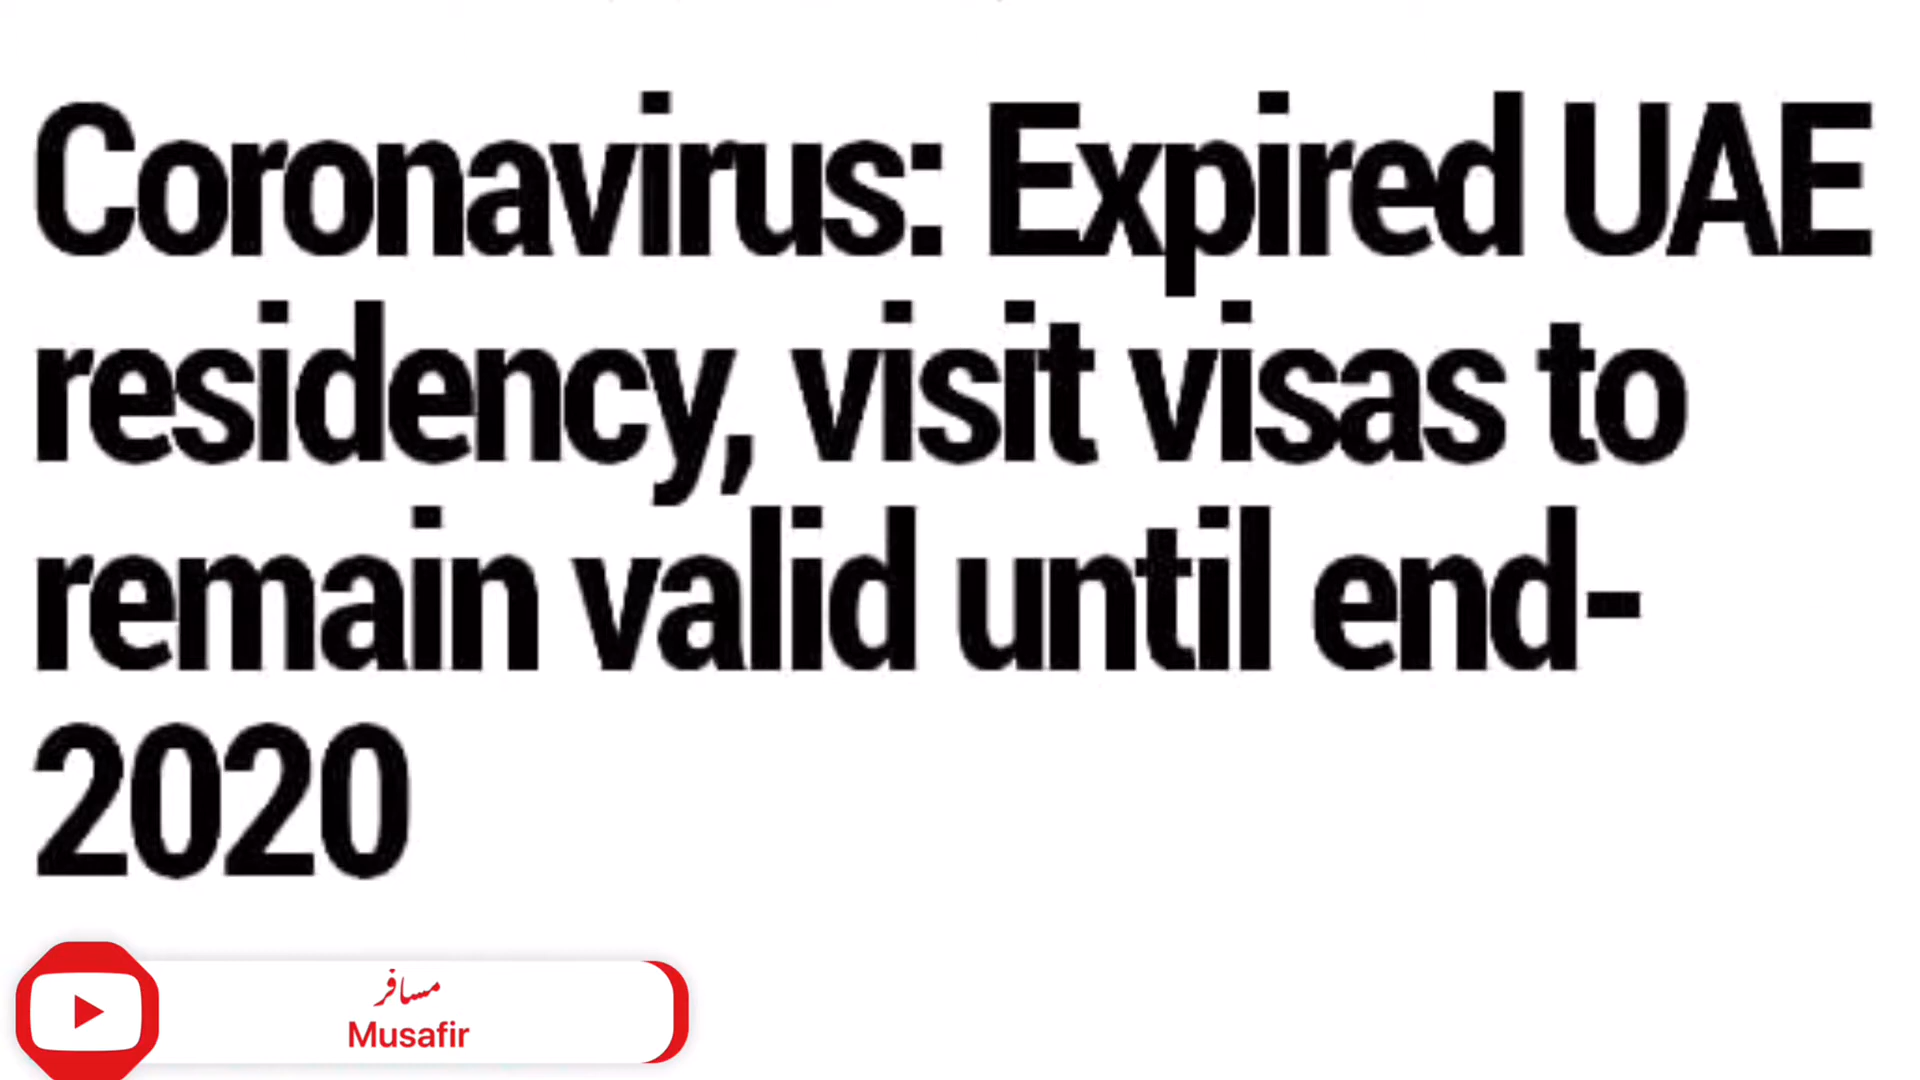 Coronavirus: Expired UAE
residency, visit visas to
remain valid until end-
2020
مسافر
Musafir